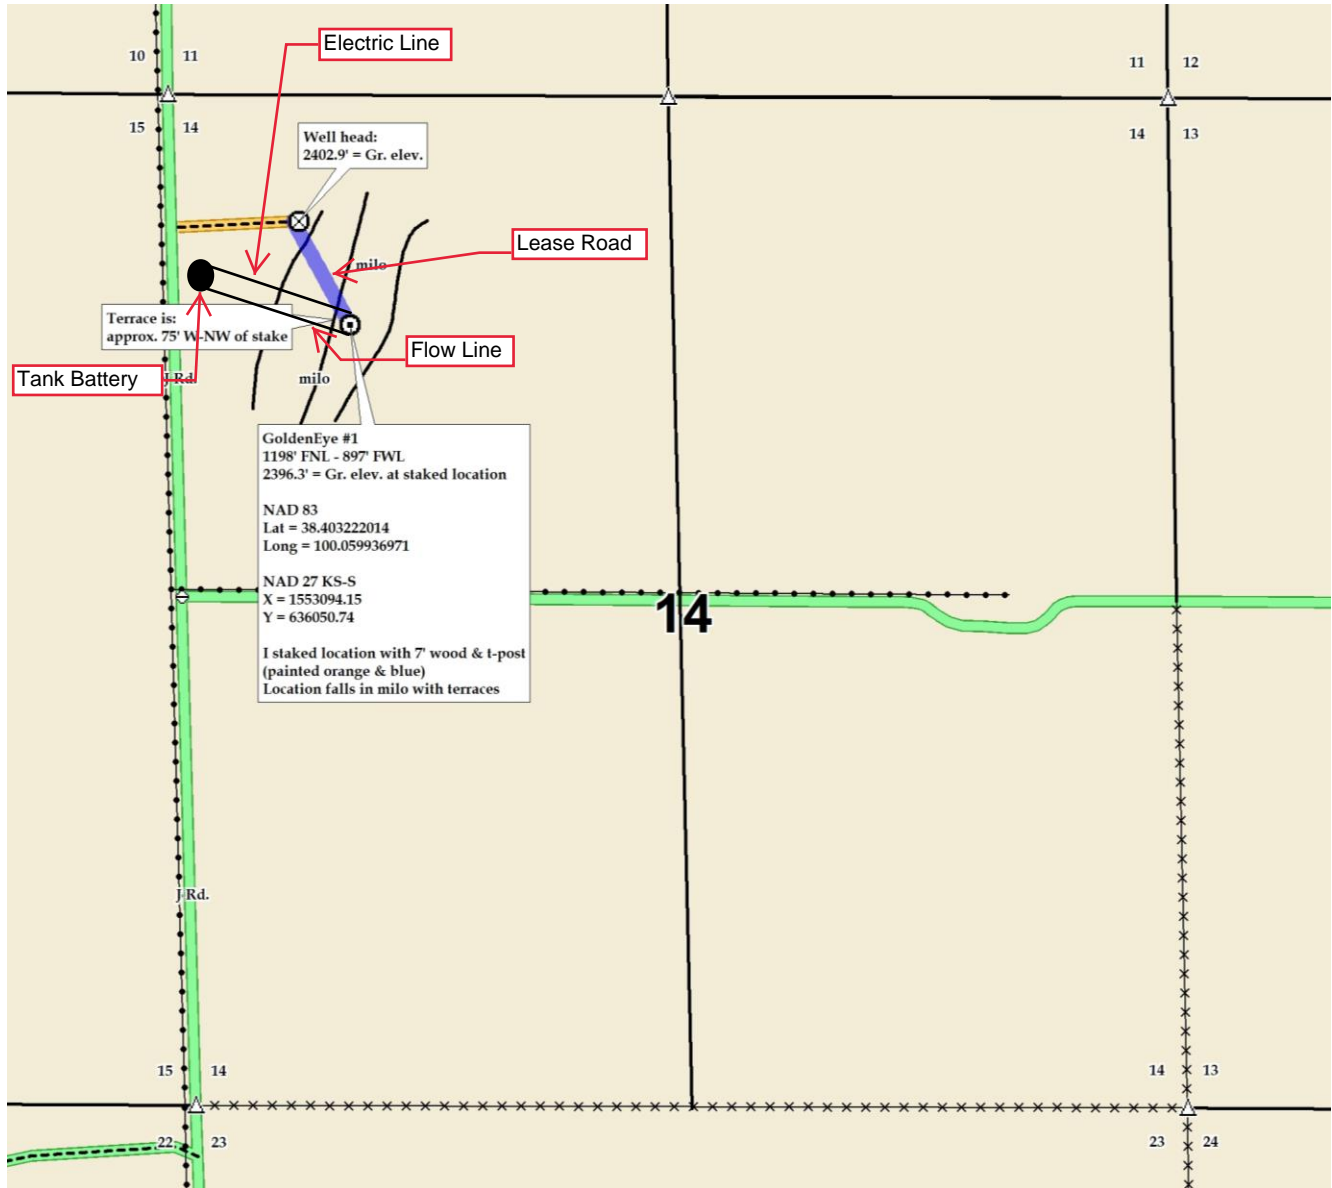 Electric Line
10 11
11 12
15 14
14 13
Well head:
2402.9' = Gr. elev.
Lease Road
milo
Terrace is:
approx. 75' W-NW of stake
Flow Line
Tank Battery
J Rd.
milo
GoldenEye #1
1198' FNL - 897' FWL
2396.3' = Gr. elev. at staked location
NAD 83
Lat = 38.403222014
Long = 100.059936971
NAD 27 KS-S
X = 1553094.15
Y = 636050.74
I staked location with 7' wood & t-post
(painted orange & blue)
Location falls in milo with terraces
14
J Rd.
15 14
14 13
22 23
23 24